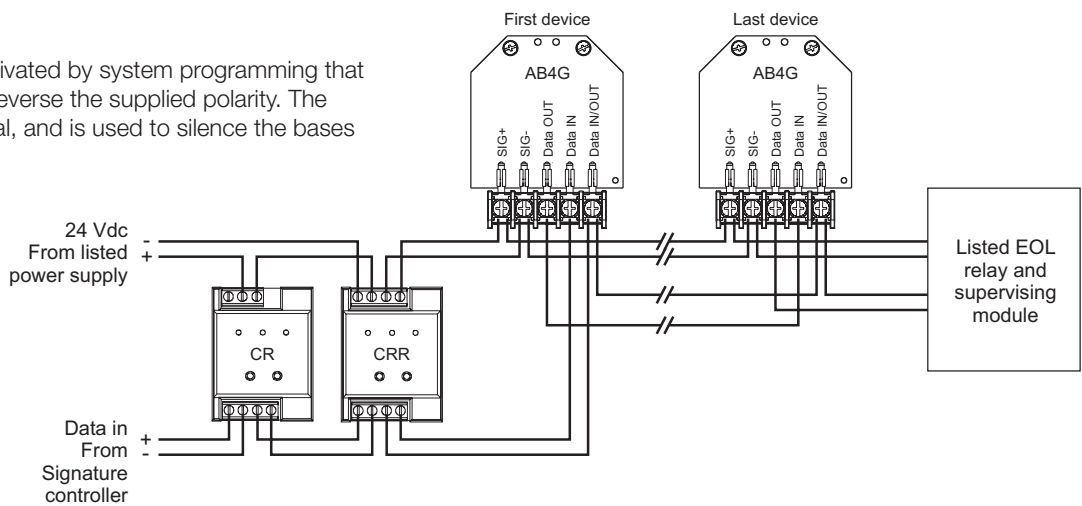 First device
Last device
ivated by system programming that
everse the supplied polarity. The
al, and is used to silence the bases
AB4G
SIG+
SIG-
Data OUT
Data IN
Data IN/OUT
AB4G
SIG+
SIG-
Data OUT
Data IN
Data IN/OUT
24 Vdc -
From listed +
power supply
CR
CRR
Listed EOL
relay and
supervising
module
Data in +
From -
Signature
controller